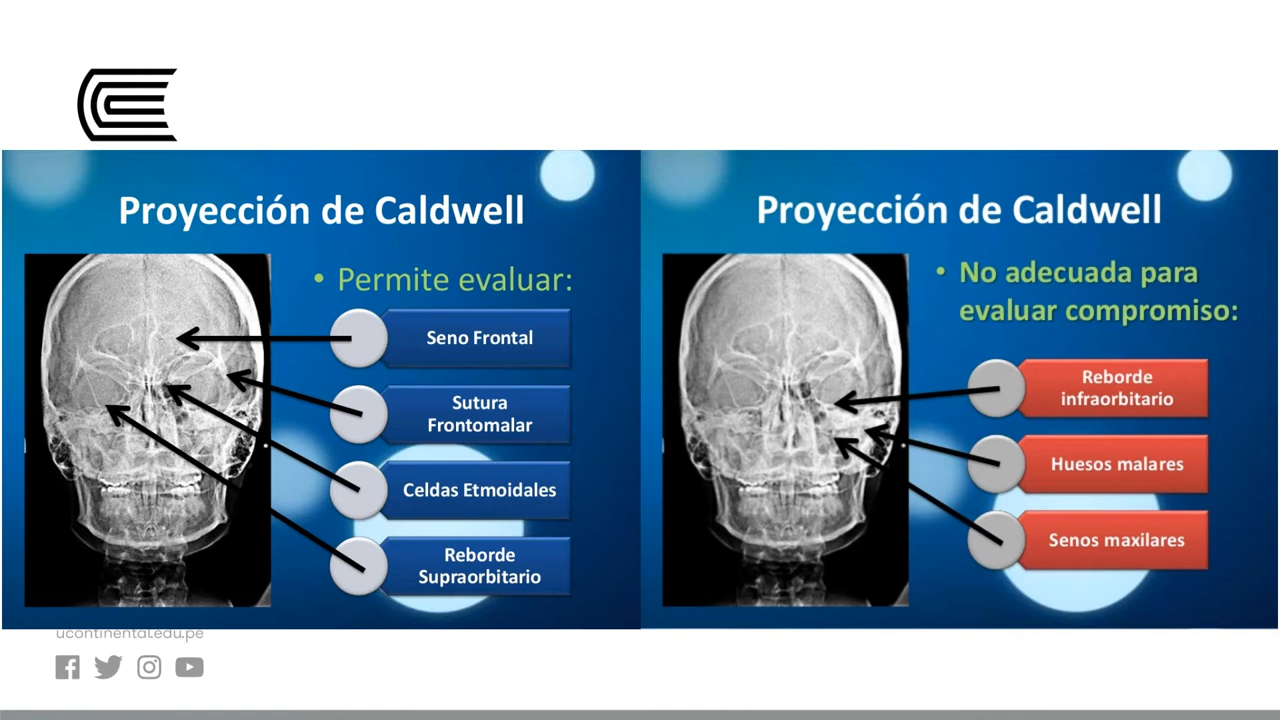 Proyección de Caldwell
• Permite evaluar:
Seno Frontal
Sutura
Frontomalar
Celdas Etmoidales
Reborde
Supraorbitario
Proyección de Caldwell
• No adecuada para
evaluar compromiso:
Reborde
infraorbitario
Huesos malares
Senos maxilares
ucontinental.edu.pe